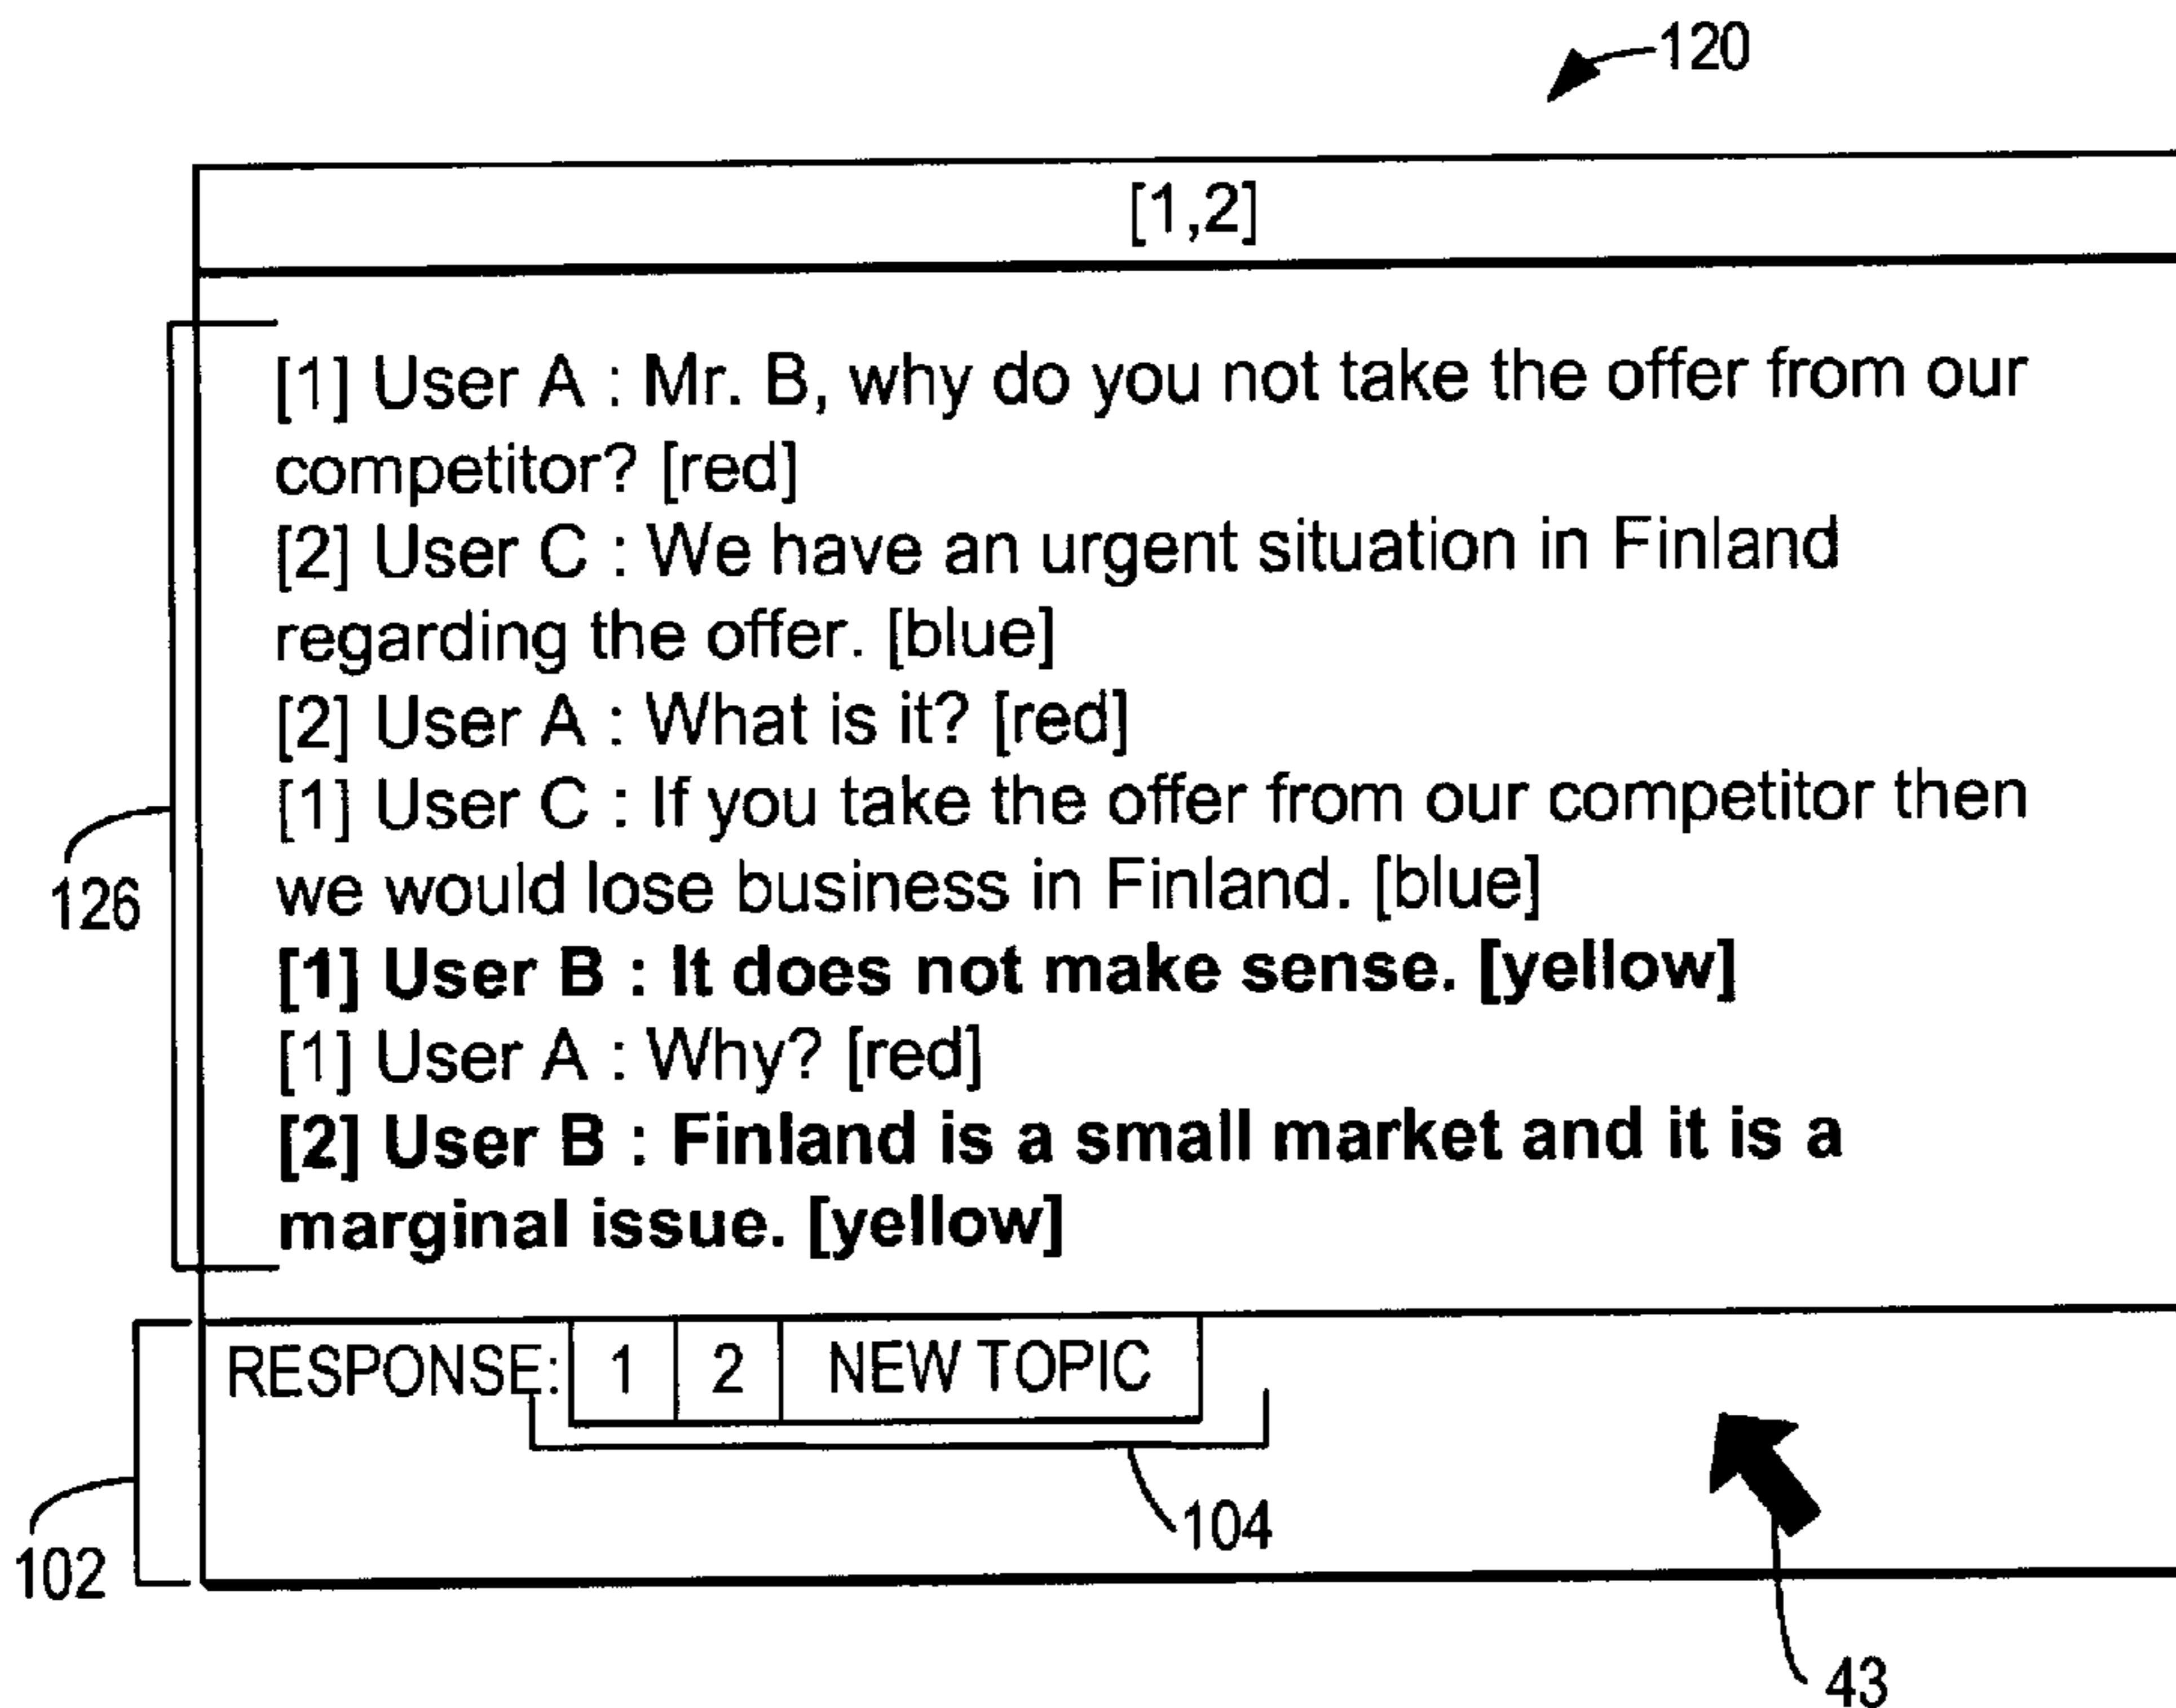 120
[1,2]
[1] User A : Mr. B, why do you not take the offer from our
competitor? [red]
[2] User C : We have an urgent situation in Finland
regarding the offer. [blue]
[2] User A : What is it? [red]
[1] User C : If you take the offer from our competitor then
we would lose business in Finland. [blue]
126
[1] User B : It does not make sense. [yellow]
[1] User A : Why? [red]
[2] User B : Finland is a small market and it is a
marginal issue. [yellow]
RESPONSE: 1 2 NEW TOPIC
104
102
43